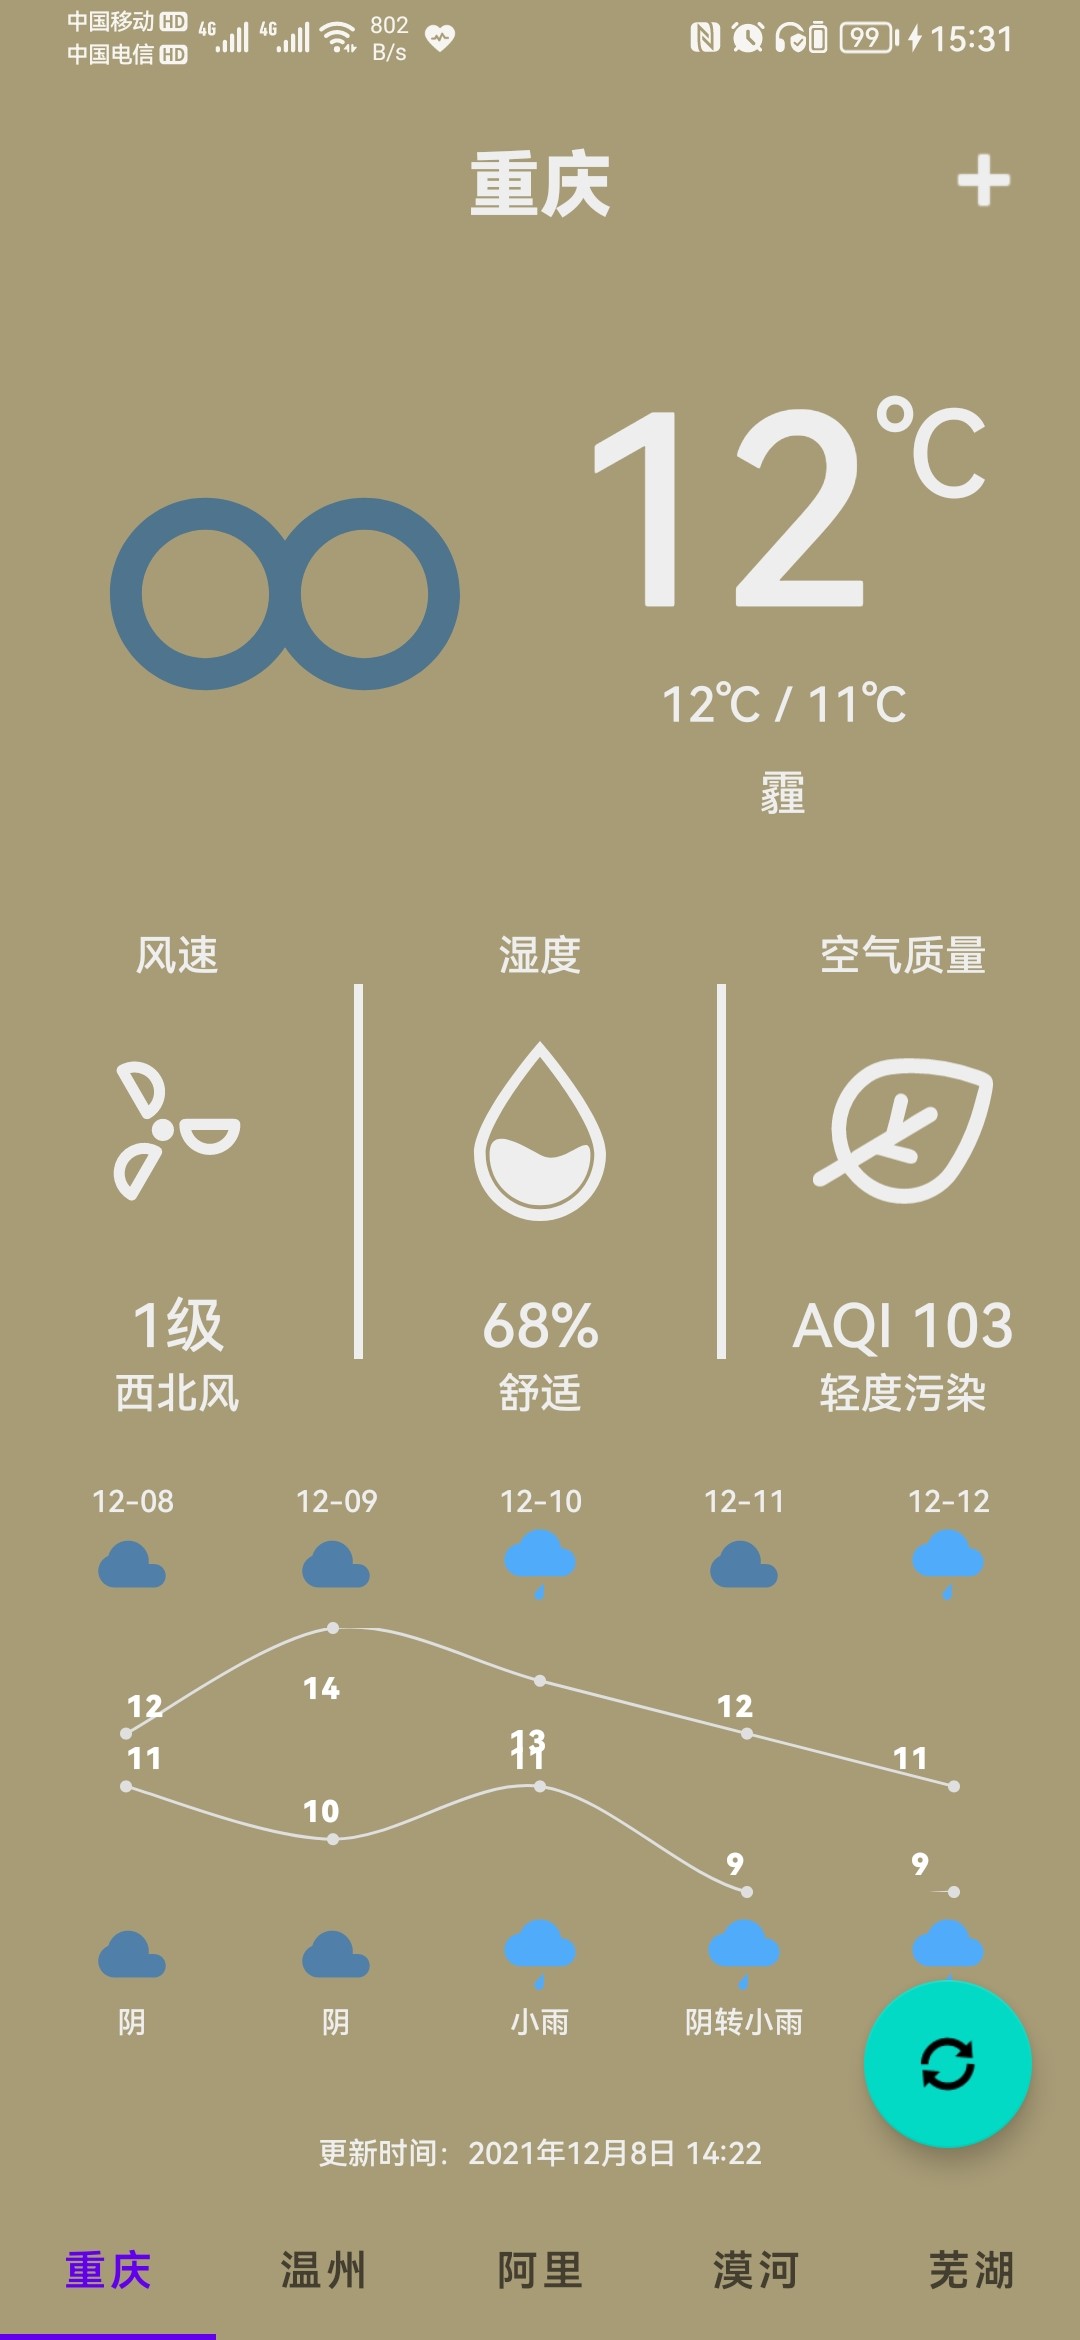 中国移动 HD 4G 4G 802 99 15:31
中国电信 HD B/s
重庆
12℃
12℃ / 11℃
霾
风速 湿度 空气质量
1级 68% AQI 103
西北风 舒适 轻度污染
12-08 12-09 12-10 12-11 12-12
14
12 12
13
11 11 11
10
9 9
阴 阴 小雨 阴转小雨
更新时间：2021年12月8日 14:22
重庆 温州 阿里 漠河 芜湖